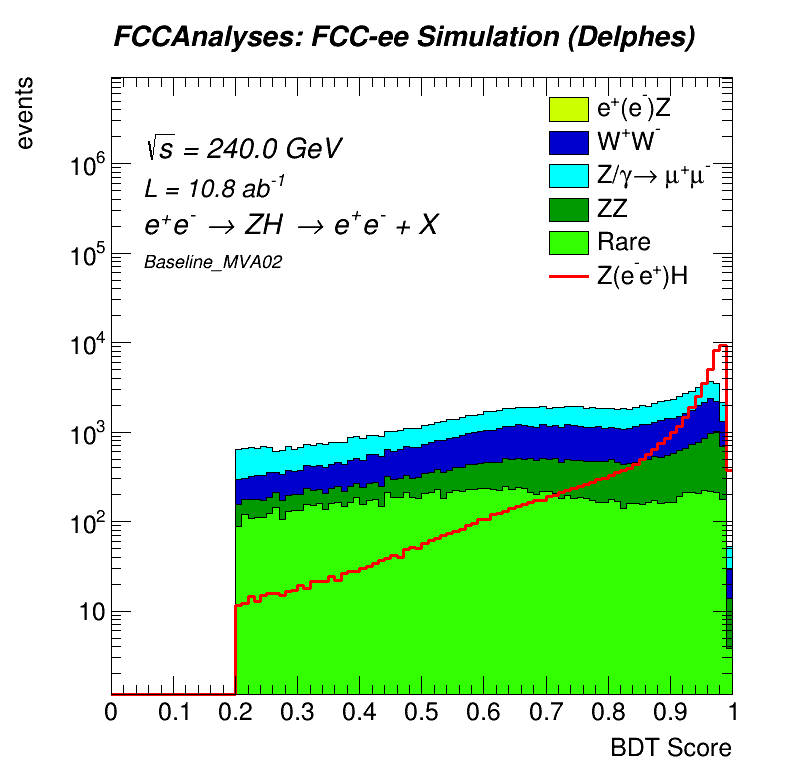 FCCAnalyses: FCC-ee Simulation (Delphes)
events
√s = 240.0 GeV
L = 10.8 ab⁻¹
e⁺e⁻ → ZH → e⁺e⁻ + X
Baseline_MVA02
e⁺(e⁻)Z
W⁺W⁻
Z/γ→ μ⁺μ⁻
ZZ
Rare
Z(e⁻e⁺)H
10⁶
10⁵
10⁴
10³
10²
10
0 0.1 0.2 0.3 0.4 0.5 0.6 0.7 0.8 0.9 1
BDT Score